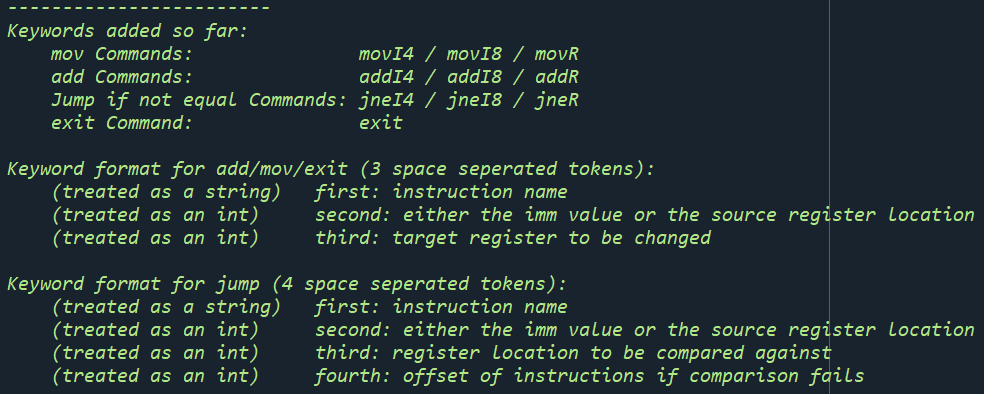 ------------------------
Keywords added so far:
    mov Commands:               movI4 / movI8 / movR
    add Commands:               addI4 / addI8 / addR
    Jump if not equal Commands: jneI4 / jneI8 / jneR
    exit Command:               exit

Keyword format for add/mov/exit (3 space seperated tokens):
    (treated as a string)   first: instruction name
    (treated as an int)     second: either the imm value or the source register location
    (treated as an int)     third: target register to be changed

Keyword format for jump (4 space seperated tokens):
    (treated as a string)   first: instruction name
    (treated as an int)     second: either the imm value or the source register location
    (treated as an int)     third: register location to be compared against
    (treated as an int)     fourth: offset of instructions if comparison fails